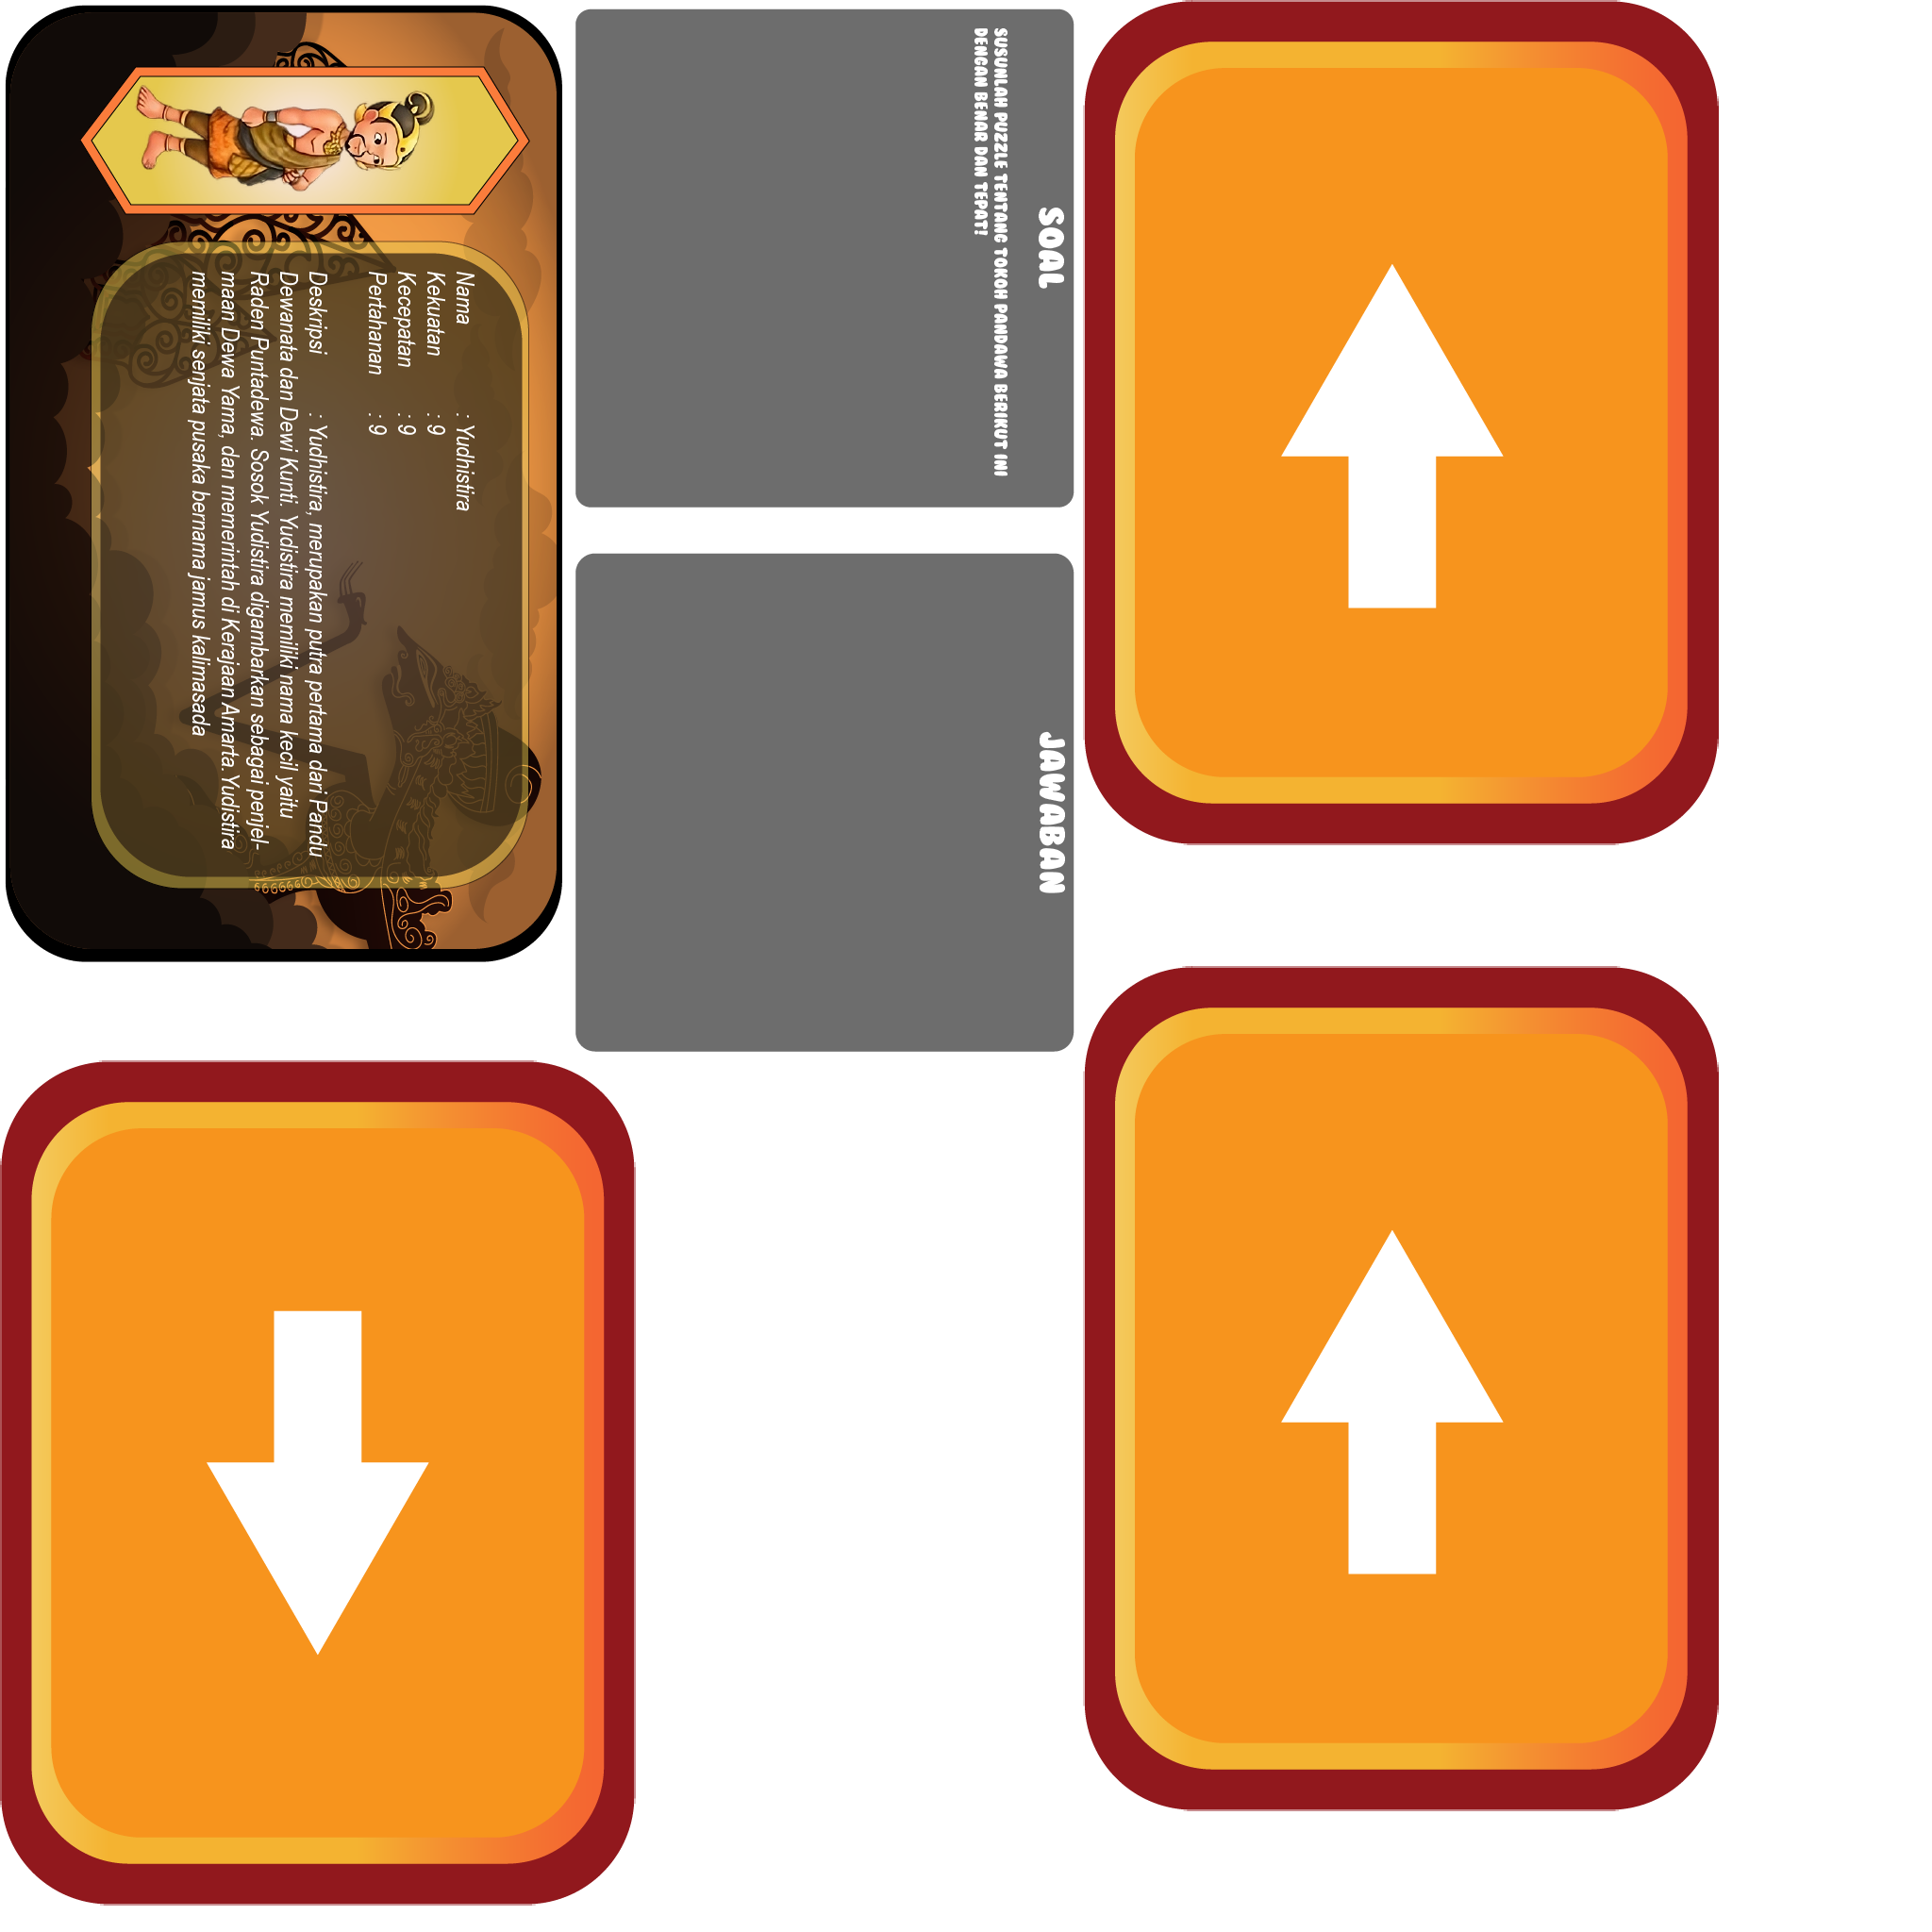 Nama : Yudhistira
Kekuatan : 9
Kecepatan : 9
Pertahanan : 9
Deskripsi : Yudhistira, merupakan putra pertama dari Pandu
Dewanata dan Dewi Kunti. Yudistira memiliki nama kecil yaitu
Raden Puntadewa. Sosok Yudistira digambarkan sebagai penjel-
maan Dewa Yama, dan memerintah di Kerajaan Amarta.Yudistira
memiliki senjata pusaka bernama jamus kalimasada
SOAL
SUSUNLAH PUZZLE TENTANG TOKOH PANDAWA BERIKUT INI
DENGAN BENAR DAN TEPAT!
JAWABAN